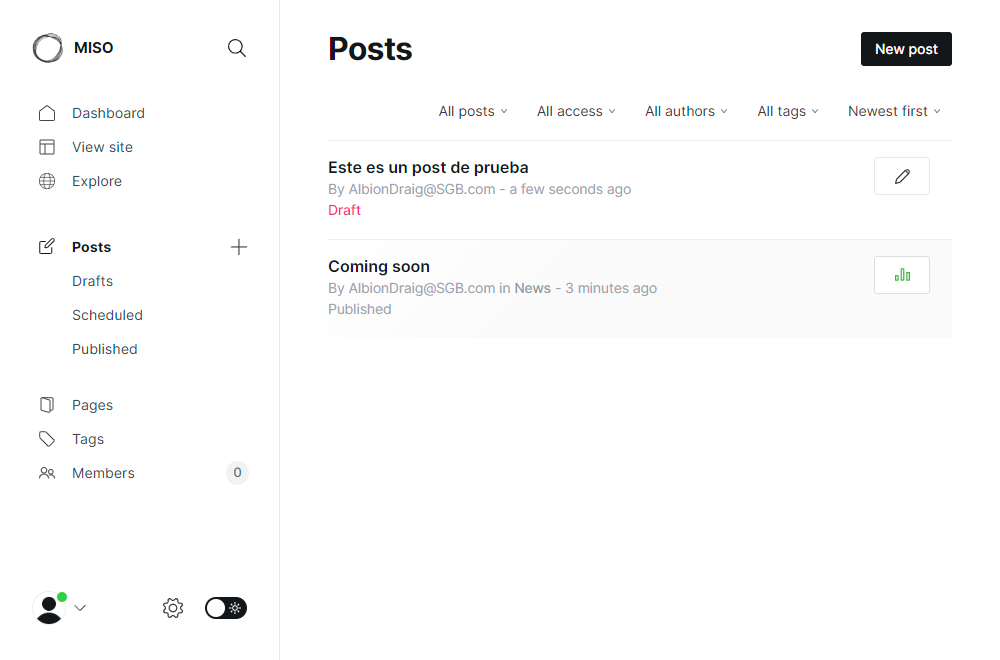 MISO
Dashboard
View site
Explore
Posts
Drafts
Scheduled
Published
Pages
Tags
Members 0
Posts
New post
All posts All access All authors All tags Newest first
Este es un post de prueba
By AlbionDraig@SGB.com - a few seconds ago
Draft
Coming soon
By AlbionDraig@SGB.com in News - 3 minutes ago
Published